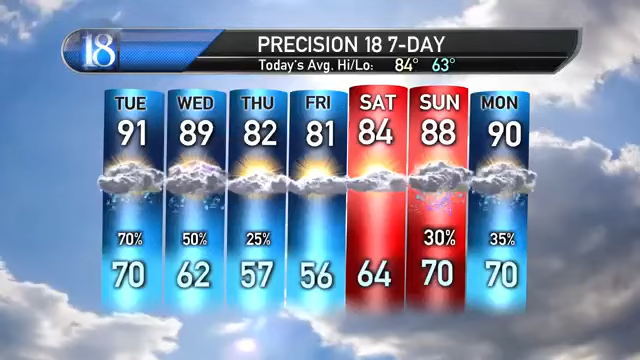 18
PRECISION 18 7-DAY
Today's Avg. Hi/Lo: 84° 63°
TUE WED THU FRI SAT SUN MON
91 89 82 81 84 88 90
70% 50% 25% 30% 35%
70 62 57 56 64 70 70